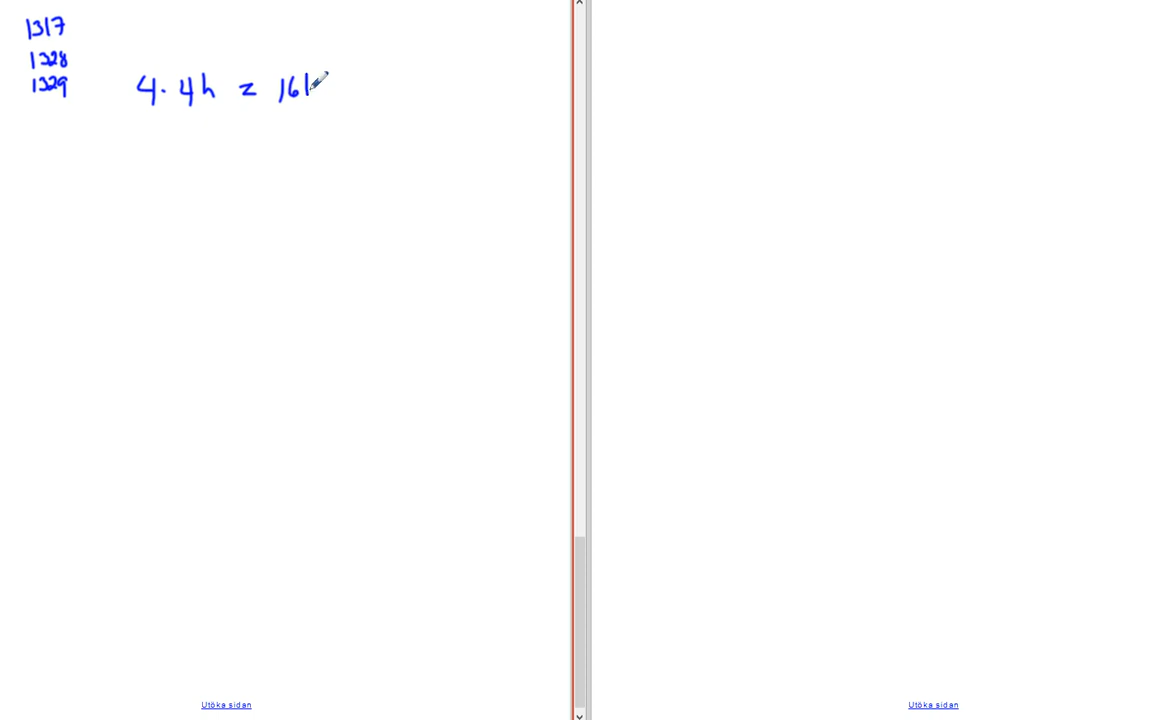 1317
1328
1329 4 · 4h = 16
Utöka sidan Utöka sidan